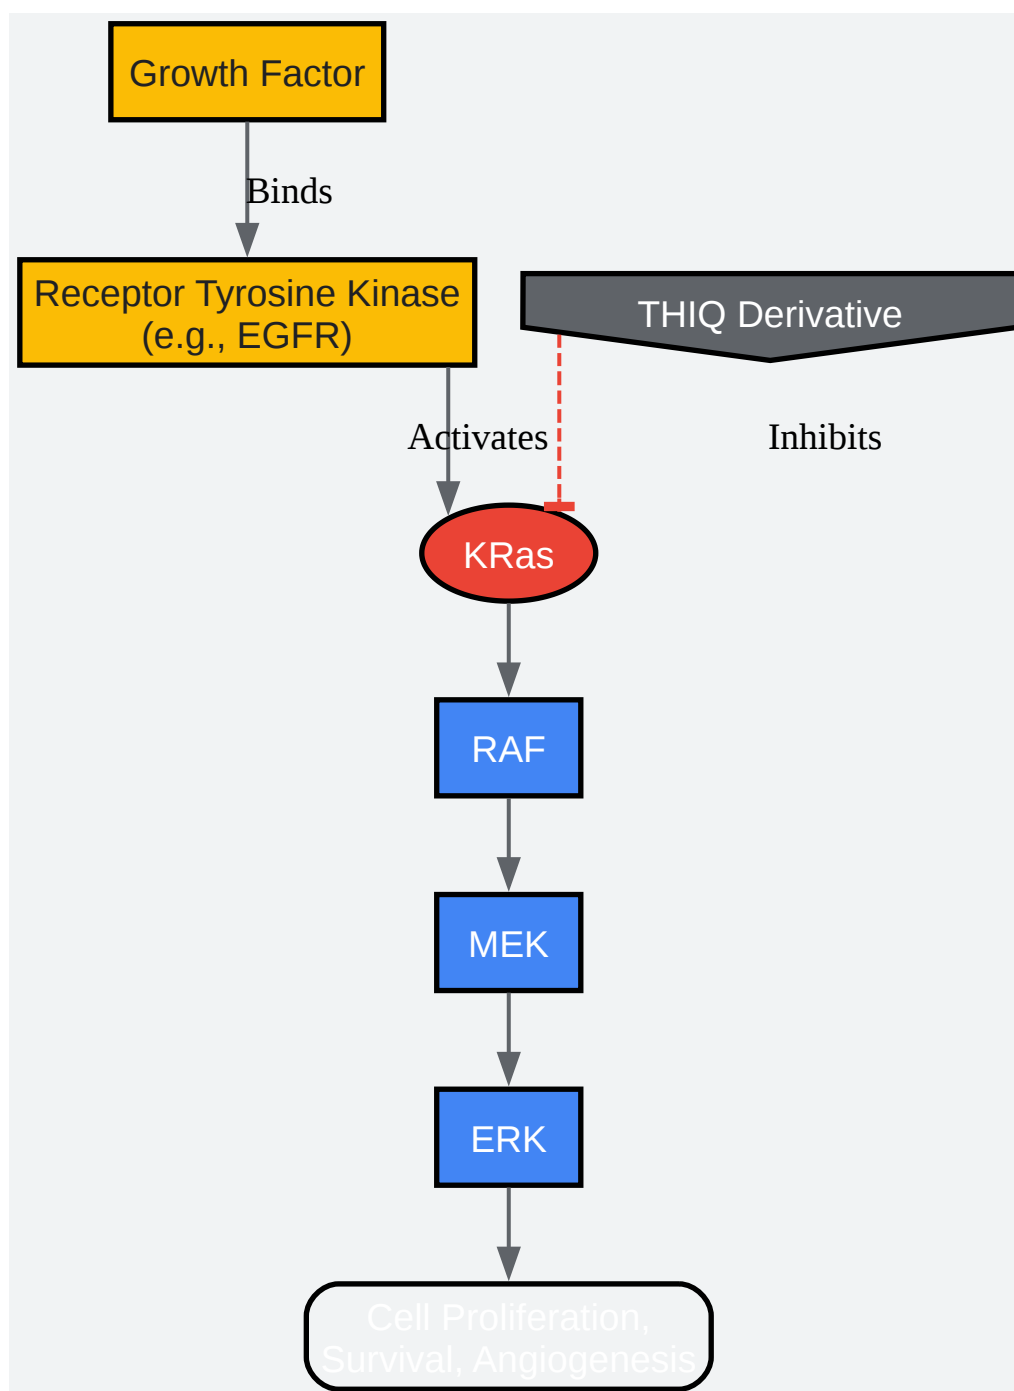 Growth Factor
Binds
Receptor Tyrosine Kinase
(e.g., EGFR)
THIQ Derivative
Activates
Inhibits
KRas
RAF
MEK
ERK
Cell Proliferation,
Survival, Angiogenesis